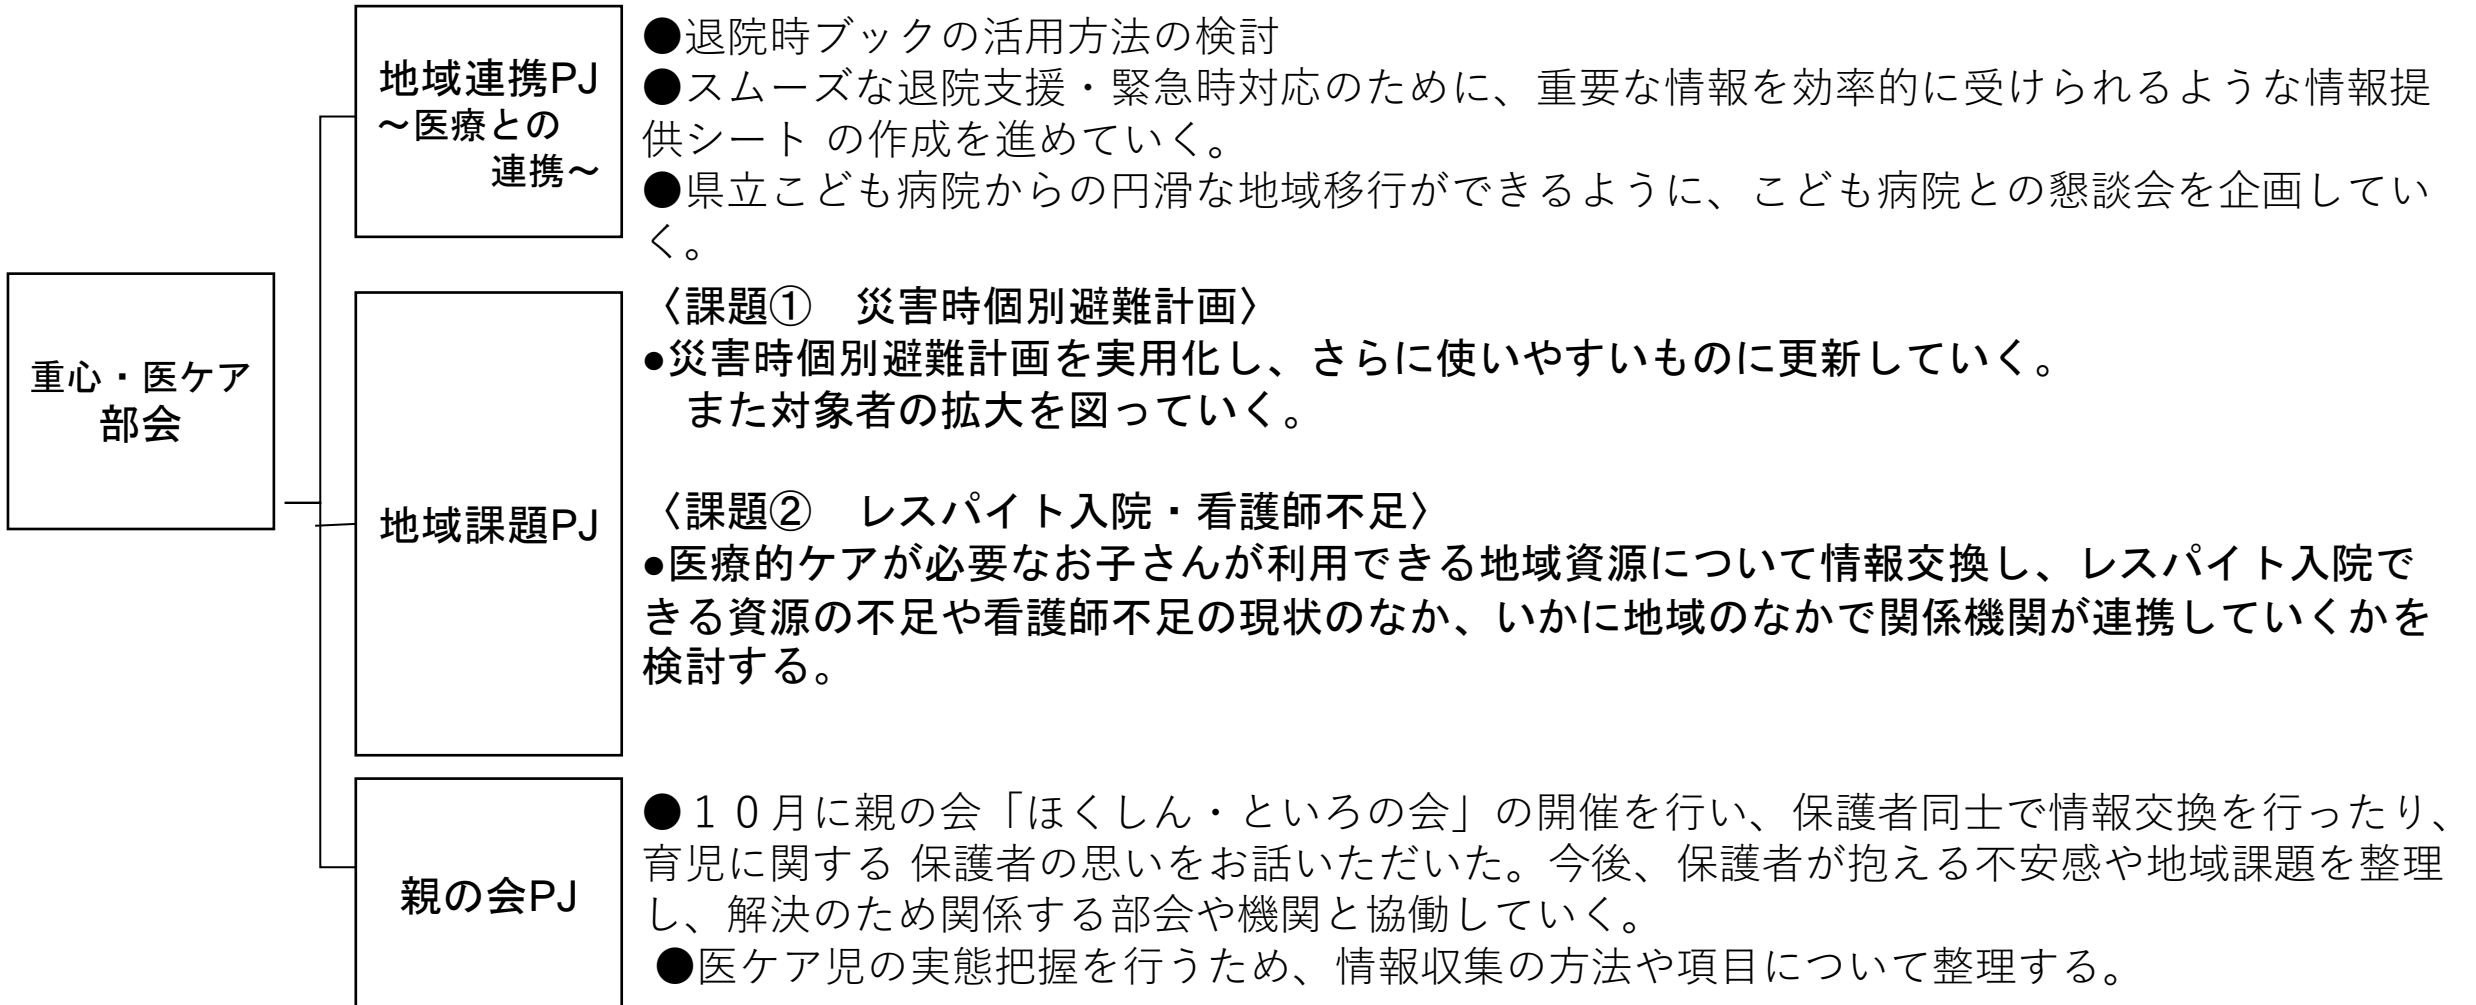 重心・医ケア
部会
地域連携PJ
～医療との
連携～
●退院時ブックの活用方法の検討
●スムーズな退院支援・緊急時対応のために、重要な情報を効率的に受けられるような情報提
供シート の作成を進めていく。
●県立こども病院からの円滑な地域移行ができるように、こども病院との懇談会を企画してい
く。
地域課題PJ
〈課題①　災害時個別避難計画〉
●災害時個別避難計画を実用化し、さらに使いやすいものに更新していく。
また対象者の拡大を図っていく。
〈課題②　レスパイト入院・看護師不足〉
●医療的ケアが必要なお子さんが利用できる地域資源について情報交換し、レスパイト入院で
きる資源の不足や看護師不足の現状のなか、いかに地域のなかで関係機関が連携していくかを
検討する。
親の会PJ
●１０月に親の会「ほくしん・といろの会」の開催を行い、保護者同士で情報交換を行ったり、
育児に関する 保護者の思いをお話いただいた。今後、保護者が抱える不安感や地域課題を整理
し、解決のため関係する部会や機関と協働していく。
●医ケア児の実態把握を行うため、情報収集の方法や項目について整理する。